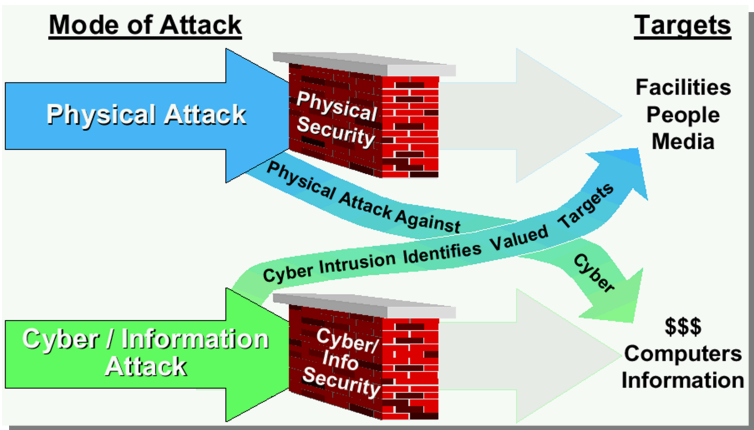 Mode of Attack
Targets
Physical Attack
Physical
Security
Facilities
People
Media
Physical Attack Against Cyber
Cyber Intrusion Identifies Valued Targets
Cyber / Information
Attack
Cyber/
Info
Security
$$$
Computers
Information